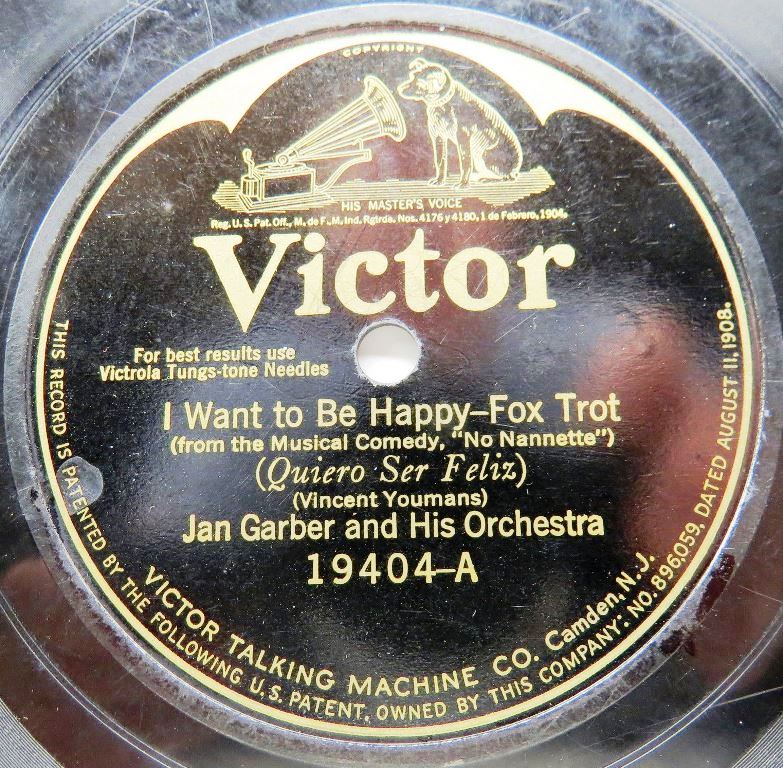 COPYRIGHT
HIS MASTER'S VOICE
Reg. U.S. Pat. Off., M. de F., M. Ind. Rgtrda. Nos. 4176 y 4180, 1 de Febrero, 1904.
Victor
For best results use
Victrola Tungs-tone Needles
I Want to Be Happy–Fox Trot
(from the Musical Comedy, "No Nannette")
(Quiero Ser Feliz)
(Vincent Youmans)
Jan Garber and His Orchestra
19404-A
VICTOR TALKING MACHINE CO. Camden, N.J.
THIS RECORD IS PATENTED BY THE FOLLOWING U.S. PATENT, OWNED BY THIS COMPANY: NO. 896059, DATED AUGUST 11, 1908.